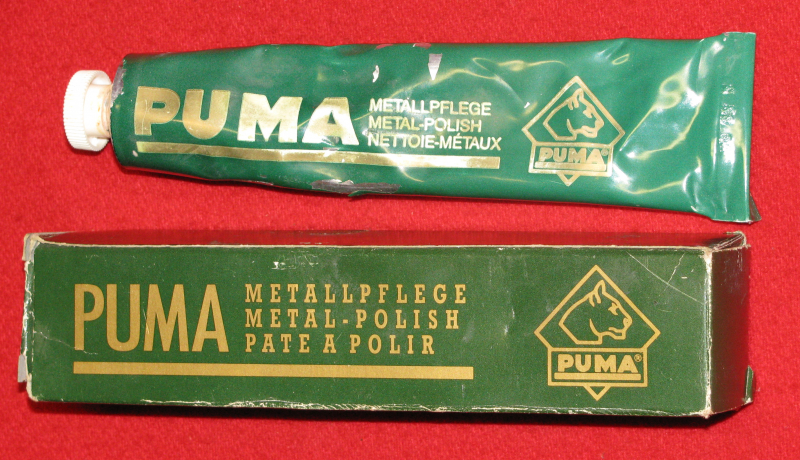 PUMA
METALLPFLEGE
METAL-POLISH
NETTOIE-MÉTAUX
PUMA®
PUMA
METALLPFLEGE
METAL-POLISH
PATE A POLIR
PUMA®